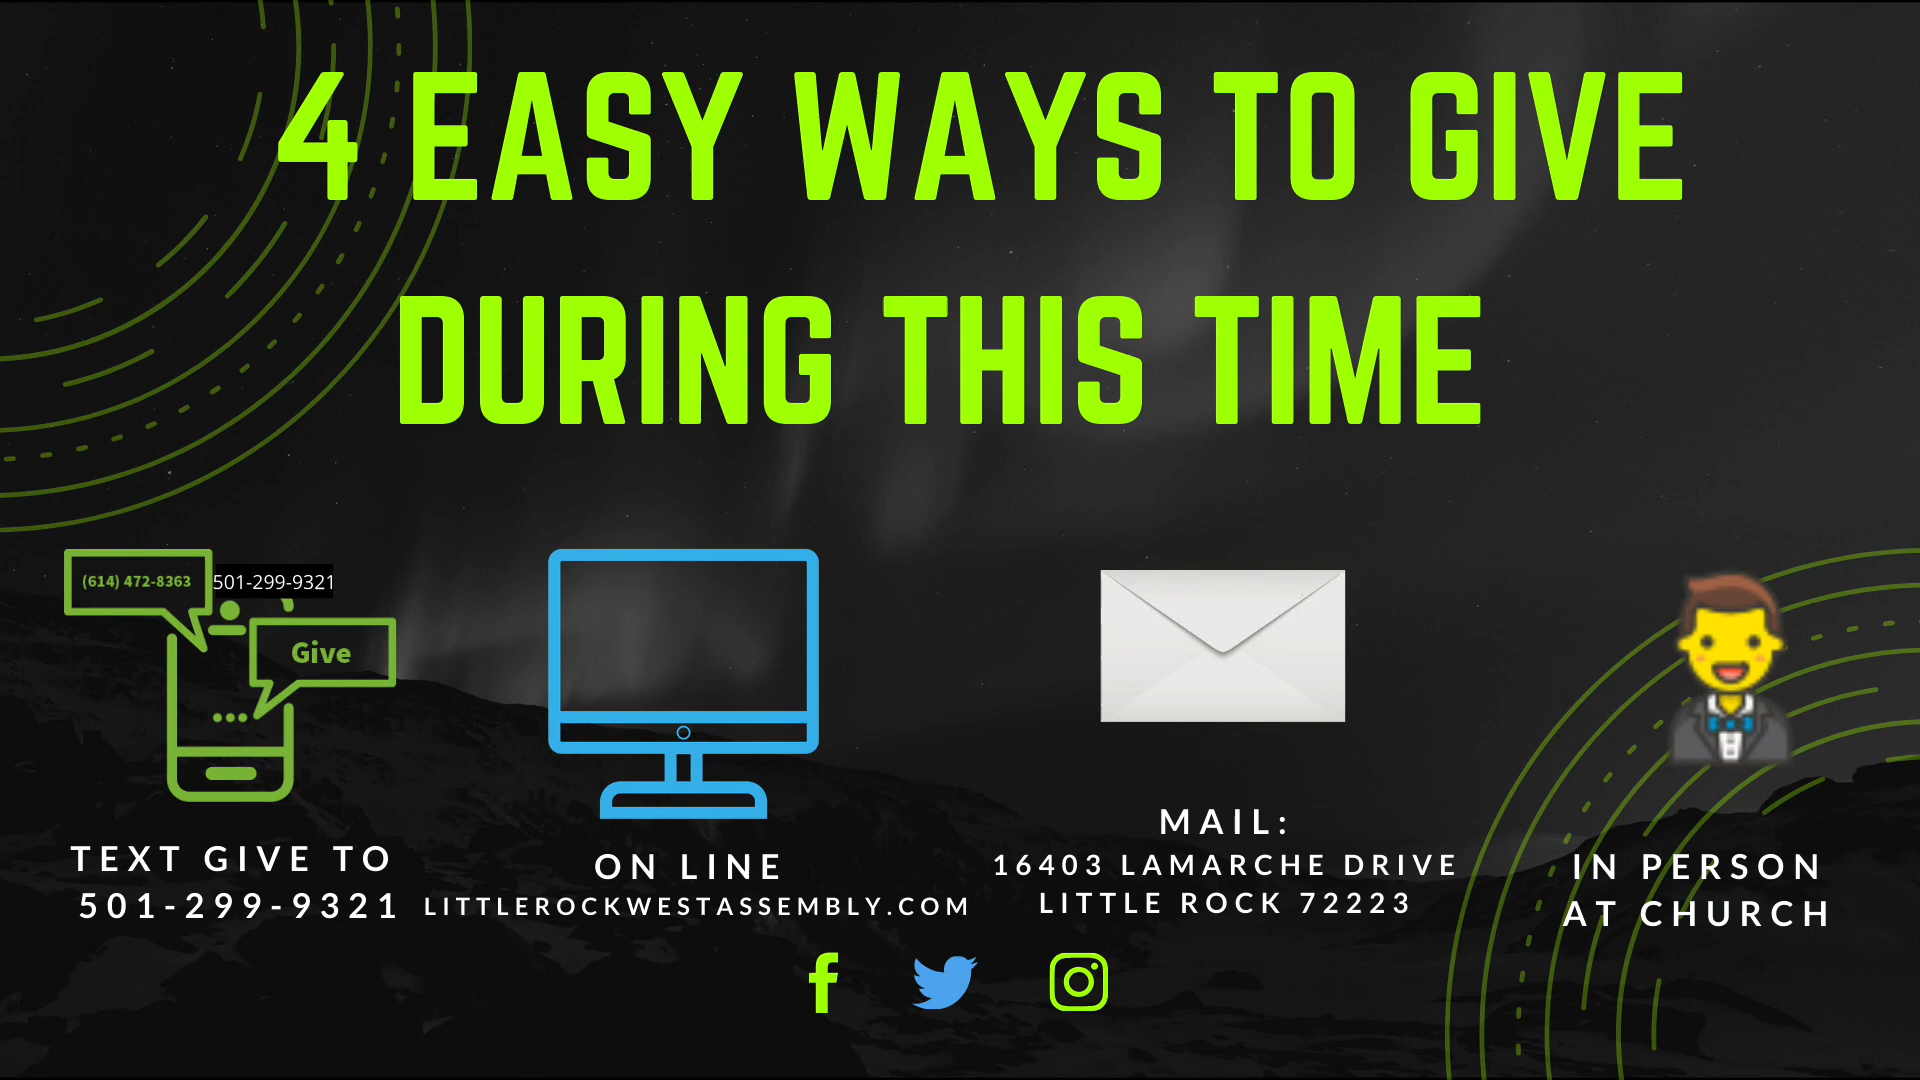 4 EASY WAYS TO GIVE
DURING THIS TIME
(614) 472-8363
501-299-9321
Give
TEXT GIVE TO
501-299-9321
ON LINE
LITTLEROCKWESTASSEMBLY.COM
MAIL:
16403 LAMARCHE DRIVE
LITTLE ROCK 72223
IN PERSON
AT CHURCH